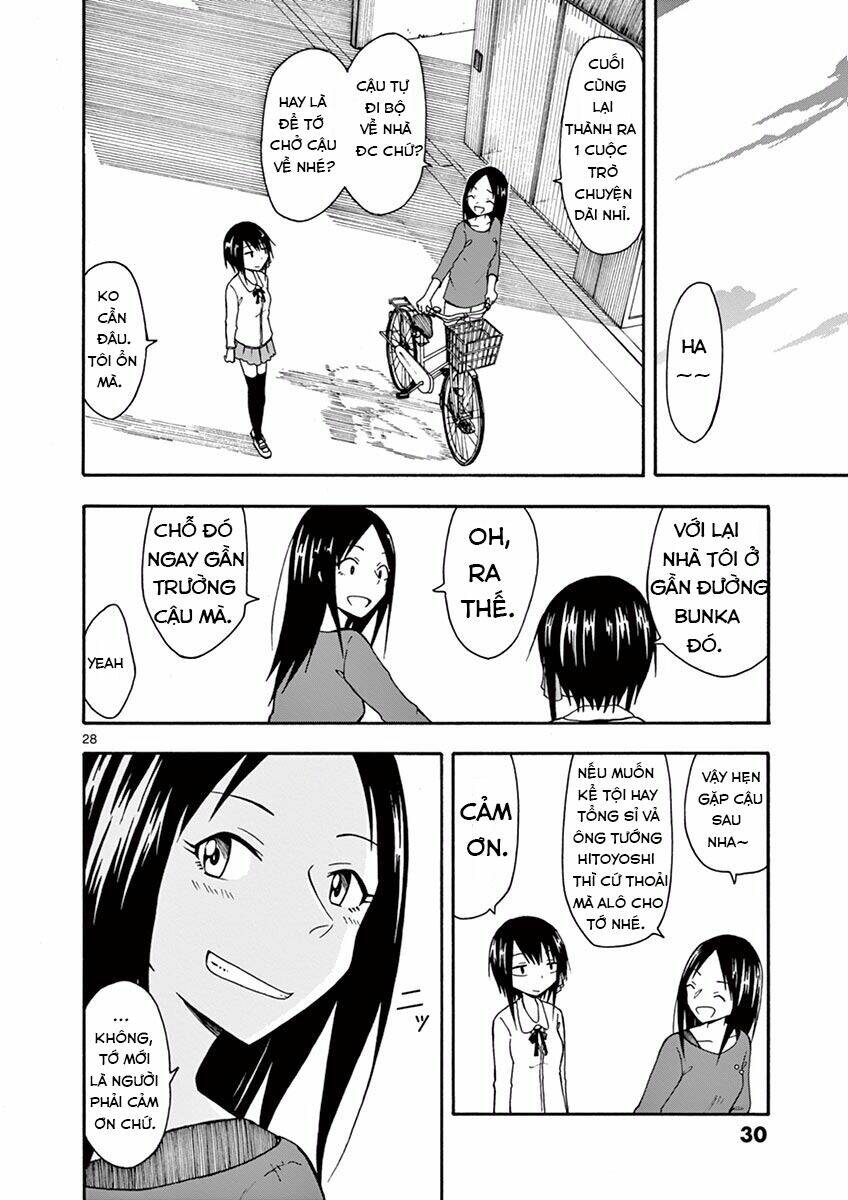 HA
~~
CUỐI
CÙNG
LẠI
THÀNH RA
1 CUỘC
TRÒ
CHUYỆN
DÀI NHỈ.
CẬU TỰ
ĐI BỘ
VỀ NHÀ
ĐC CHỨ?
HAY LÀ
ĐỂ TỚ
CHỞ CẬU
VỀ NHÉ?
KO
CẦN
ĐÂU.
TÔI ỔN
MÀ.
VỚI LẠI
NHÀ TÔI Ở
GẦN ĐƯỜNG
BUNKA
ĐÓ.
OH,
RA
THẾ.
CHỖ ĐÓ
NGAY GẦN
TRƯỜNG
CẬU MÀ.
YEAH
28
VẬY HẸN
GẶP CẬU
SAU
NHA~
NẾU MUỐN
KỂ TỘI HAY
TỔNG SỈ VẢ
ÔNG TƯỚNG
HITOYOSHI
THÌ CỨ THOẢI
MÀ ALÔ CHO
TỚ NHÉ.
CẢM
ƠN.
ニッ
...
KHÔNG,
TỚ MỚI
LÀ NGƯỜI
PHẢI CẢM
ƠN CHỨ.
30